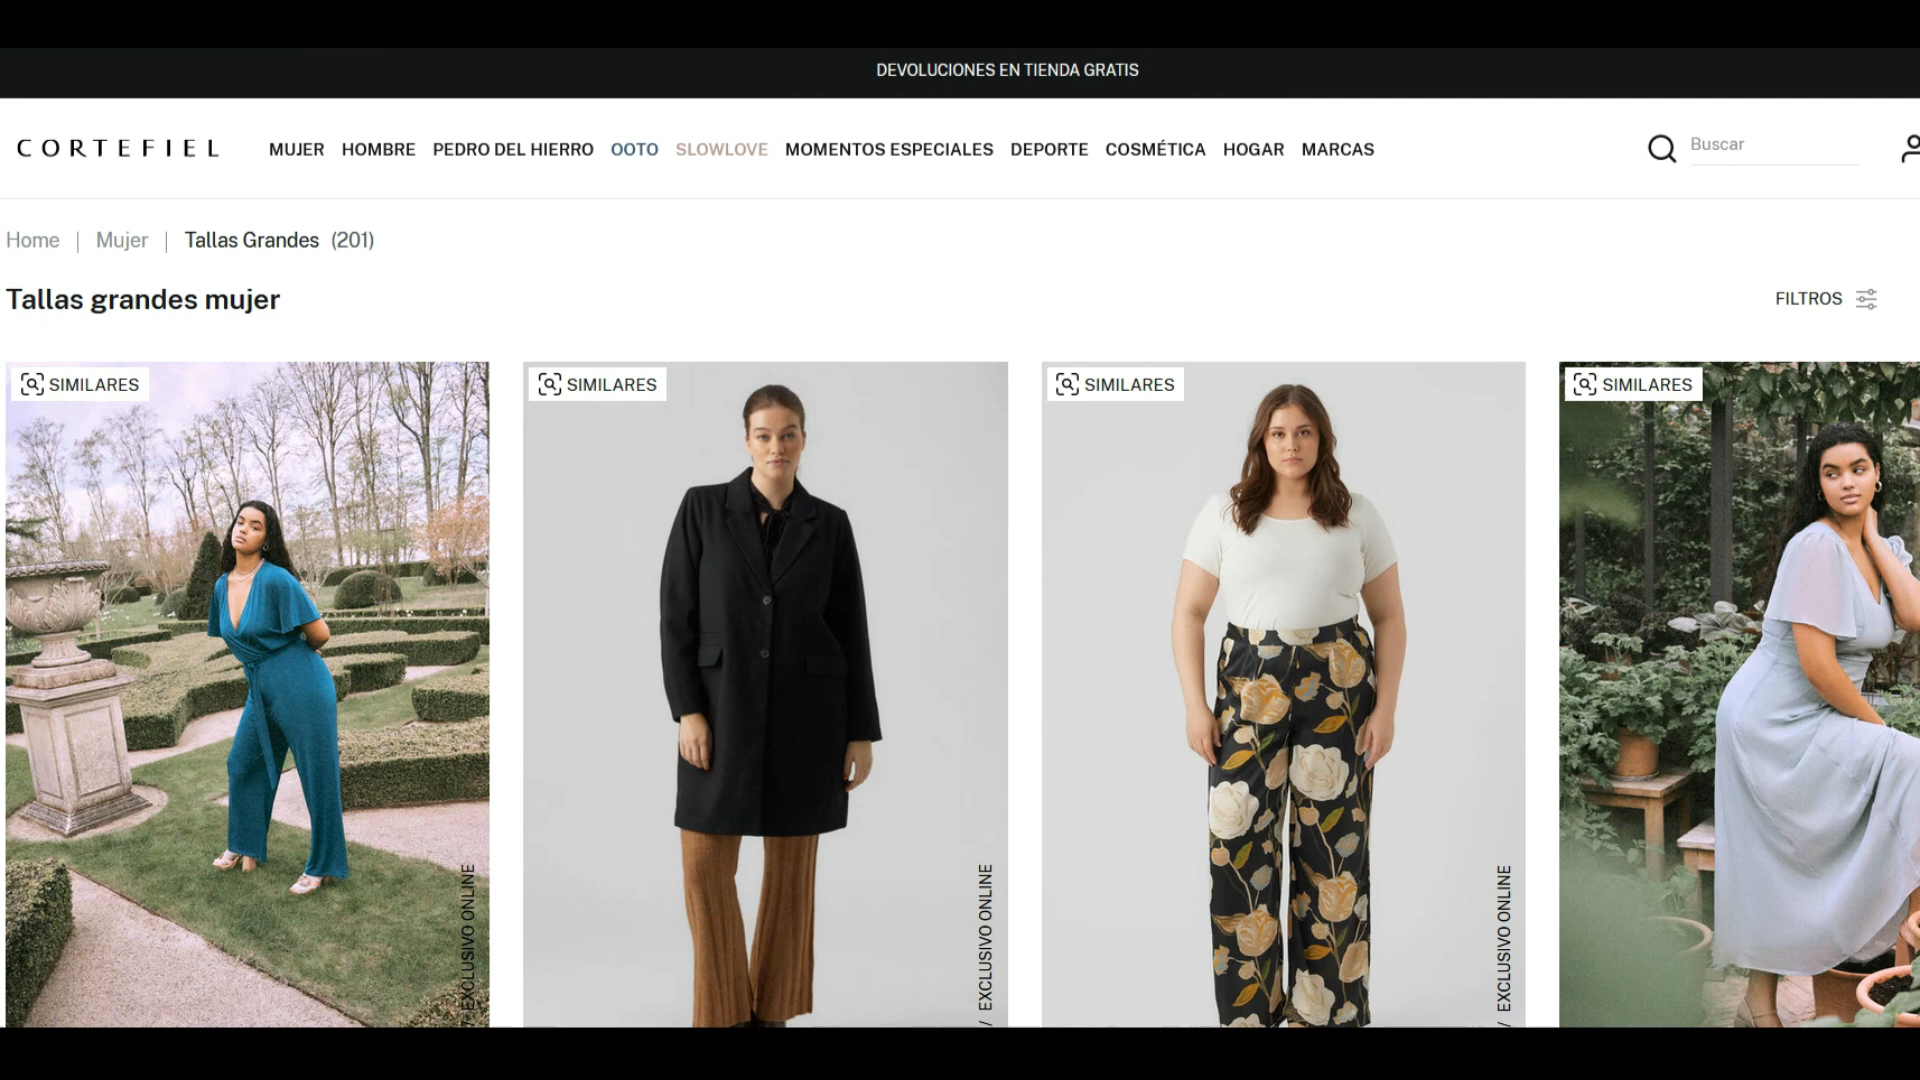 DEVOLUCIONES EN TIENDA GRATIS
CORTEFIEL
MUJER HOMBRE PEDRO DEL HIERRO OOTO SLOWLOVE MOMENTOS ESPECIALES DEPORTE COSMÉTICA HOGAR MARCAS
Buscar
Home | Mujer | Tallas Grandes (201)
Tallas grandes mujer
FILTROS
SIMILARES
SIMILARES
SIMILARES
SIMILARES
/ EXCLUSIVO ONLINE
/ EXCLUSIVO ONLINE
/ EXCLUSIVO ONLINE